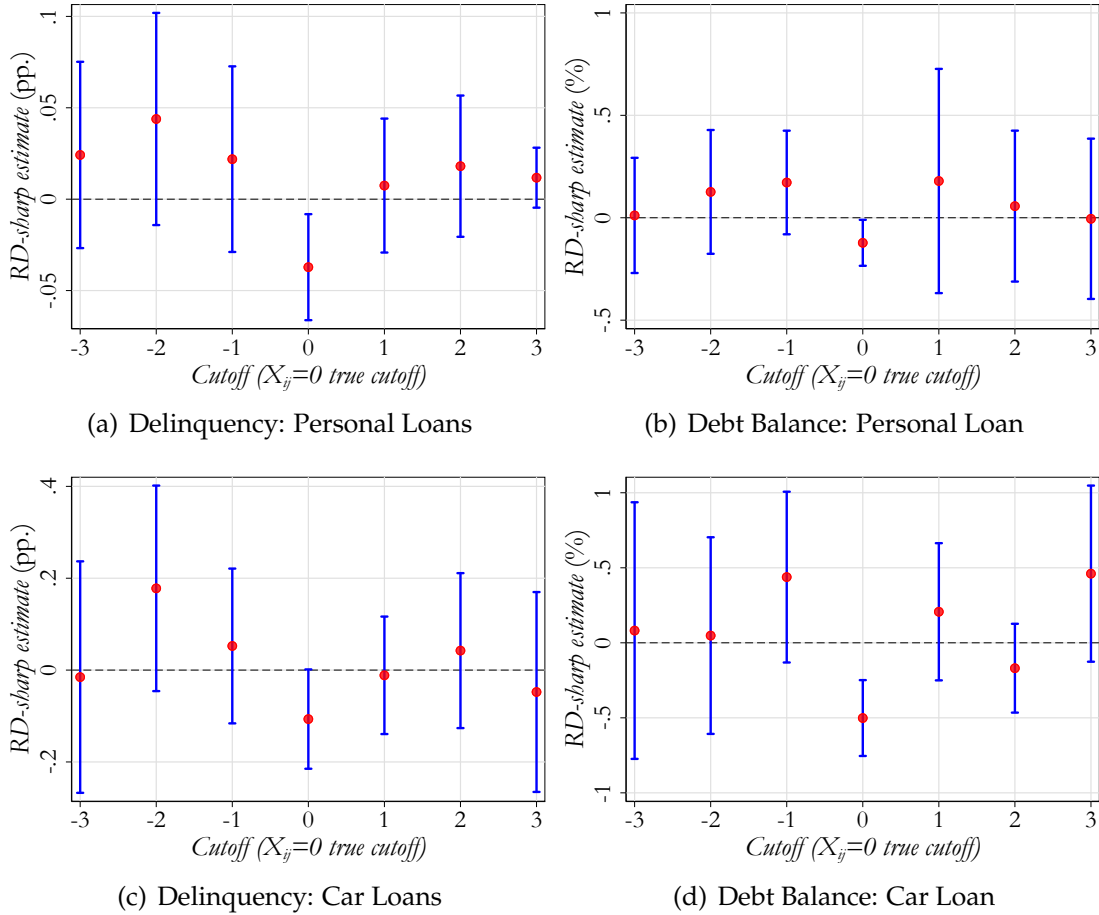 RD-sharp estimate (pp.)
.1
.05
0
-.05
-3 -2 -1 0 1 2 3
Cutoff (X_ij=0 true cutoff)
(a) Delinquency: Personal Loans
RD-sharp estimate (%)
1
.5
0
-.5
-3 -2 -1 0 1 2 3
Cutoff (X_ij=0 true cutoff)
(b) Debt Balance: Personal Loan
RD-sharp estimate (pp.)
.4
.2
0
-.2
-3 -2 -1 0 1 2 3
Cutoff (X_ij=0 true cutoff)
(c) Delinquency: Car Loans
RD-sharp estimate (%)
1
.5
0
-.5
-1
-3 -2 -1 0 1 2 3
Cutoff (X_ij=0 true cutoff)
(d) Debt Balance: Car Loan